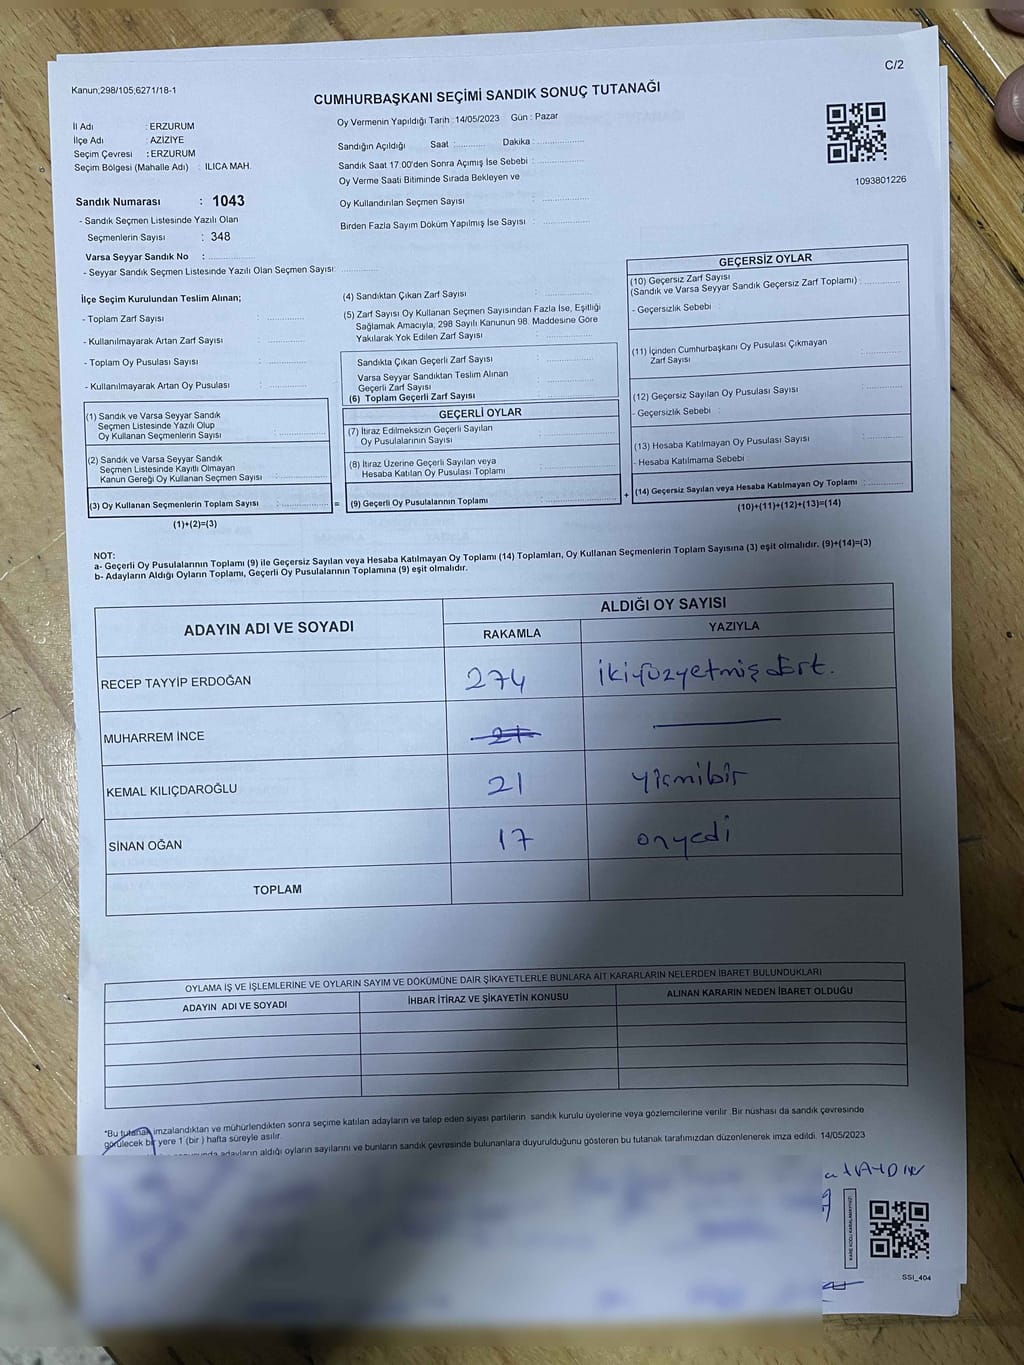 C/2
Kanun;298/105;6271/18-1
CUMHURBAŞKANI SEÇİMİ SANDIK SONUÇ TUTANAĞI
İl Adı : ERZURUM
İlçe Adı : AZİZİYE
Seçim Çevresi : ERZURUM
Seçim Bölgesi (Mahalle Adı) : ILICA MAH.
Sandık Numarası : 1043
- Sandık Seçmen Listesinde Yazılı Olan
Seçmenlerin Sayısı : 348
Varsa Seyyar Sandık No : ..............
- Seyyar Sandık Seçmen Listesinde Yazılı Olan Seçmen Sayısı: ............
Oy Vermenin Yapıldığı Tarih :14/05/2023 Gün : Pazar
Sandığın Açıldığı Saat :........... Dakika :................
Sandık Saat 17.00'den Sonra Açımış İse Sebebi : ................
Oy Verme Saati Bitiminde Sırada Bekleyen ve
Oy Kullandırılan Seçmen Sayısı : ................
Birden Fazla Sayım Döküm Yapılmış İse Sayısı : ................
1093801226
İlçe Seçim Kurulundan Teslim Alınan;
- Toplam Zarf Sayısı : ............
- Kullanılmayarak Artan Zarf Sayısı : ............
- Toplam Oy Pusulası Sayısı : ............
- Kullanılmayarak Artan Oy Pusulası : ............
(1) Sandık ve Varsa Seyyar Sandık
Seçmen Listesinde Yazılı Olup
Oy Kullanan Seçmenlerin Sayısı : ................
(2) Sandık ve Varsa Seyyar Sandık
Seçmen Listesinde Kayıtlı Olmayan
Kanun Gereği Oy Kullanan Seçmen Sayısı : ................
(3) Oy Kullanan Seçmenlerin Toplam Sayısı : ................ =
(1)+(2)=(3)
(4) Sandıktan Çıkan Zarf Sayısı : ................
(5) Zarf Sayısı Oy Kullanan Seçmen Sayısından Fazla İse, Eşitliği
Sağlamak Amacıyla, 298 Sayılı Kanunun 98. Maddesine Göre
Yakılarak Yok Edilen Zarf Sayısı : ................
Sandıkta Çıkan Geçerli Zarf Sayısı : ................
Varsa Seyyar Sandıktan Teslim Alınan
Geçerli Zarf Sayısı : ................
(6) Toplam Geçerli Zarf Sayısı : ................
GEÇERLİ OYLAR
(7) İtiraz Edilmeksizin Geçerli Sayılan
Oy Pusulalarının Sayısı : ................
(8) İtiraz Üzerine Geçerli Sayılan veya
Hesaba Katılan Oy Pusulası Toplamı : ................
(9) Geçerli Oy Pusulalarının Toplamı : ................ +
GEÇERSİZ OYLAR
(10) Geçersiz Zarf Sayısı
(Sandık ve Varsa Seyyar Sandık Geçersiz Zarf Toplamı) : ............
- Geçersizlik Sebebi :
(11) İçinden Cumhurbaşkanı Oy Pusulası Çıkmayan
Zarf Sayısı : ............
(12) Geçersiz Sayılan Oy Pusulası Sayısı : ............
- Geçersizlik Sebebi :
(13) Hesaba Katılmayan Oy Pusulası Sayısı : ............
- Hesaba Katılmama Sebebi :
(14) Geçersiz Sayılan veya Hesaba Katılmayan Oy Toplamı : ............
(10)+(11)+(12)+(13)=(14)
NOT:
a- Geçerli Oy Pusulalarının Toplamı (9) ile Geçersiz Sayılan veya Hesaba Katılmayan Oy Toplamı (14) Toplamları, Oy Kullanan Seçmenlerin Toplam Sayısına (3) eşit olmalıdır. (9)+(14)=(3)
b- Adayların Aldığı Oyların Toplamı, Geçerli Oy Pusulalarının Toplamına (9) eşit olmalıdır.
ADAYIN ADI VE SOYADI ALDIĞI OY SAYISI
RAKAMLA YAZIYLA
RECEP TAYYİP ERDOĞAN 274 ikiyüzyetmişdört.
MUHARREM İNCE 21
KEMAL KILIÇDAROĞLU 21 yirmibir
SİNAN OĞAN 17 onyedi
TOPLAM
OYLAMA İŞ VE İŞLEMLERİNE VE OYLARIN SAYIM VE DÖKÜMÜNE DAİR ŞİKAYETLERLE BUNLARA AİT KARARLARIN NELERDEN İBARET BULUNDUKLARI
ADAYIN ADI VE SOYADI İHBAR İTİRAZ VE ŞİKAYETİN KONUSU ALINAN KARARIN NEDEN İBARET OLDUĞU
*Bu tutanak imzalandıktan ve mühürlendikten sonra seçime katılan adayların ve talep eden siyasi partilerin sandık kurulu üyelerine veya gözlemcilerine verilir. Bir nüshası da sandık çevresinde
görülecek bir yere 1 (bir ) hafta süreyle asılır.
adayların aldığı oyların sayılarını ve bunların sandık çevresinde bulunanlara duyurulduğunu gösteren bu tutanak tarafımızdan düzenlenerek imza edildi. 14/05/2023
KARE KODU KARALAMAYINIZ!
SSI_404